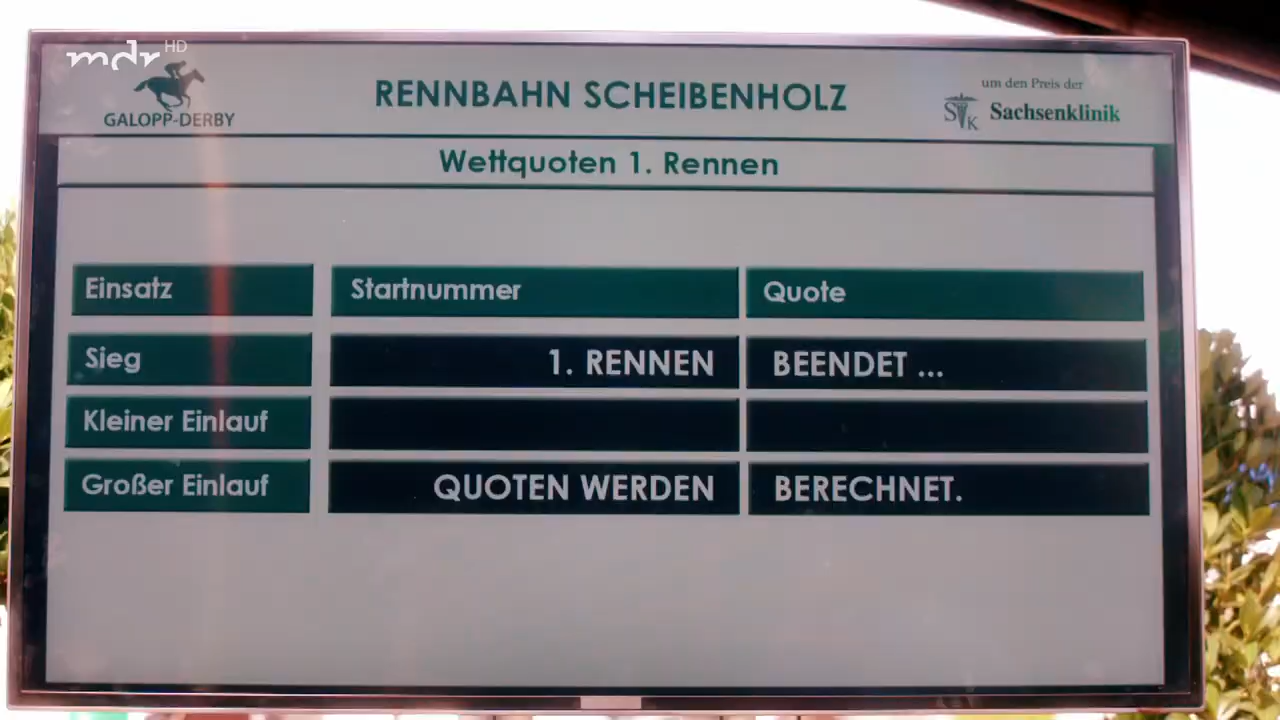 mdr HD
GALOPP-DERBY
RENNBAHN SCHEIBENHOLZ
um den Preis der
SK Sachsenklinik
Wettquoten 1. Rennen
Einsatz Startnummer Quote
Sieg 1. RENNEN BEENDET ...
Kleiner Einlauf
Großer Einlauf QUOTEN WERDEN BERECHNET.